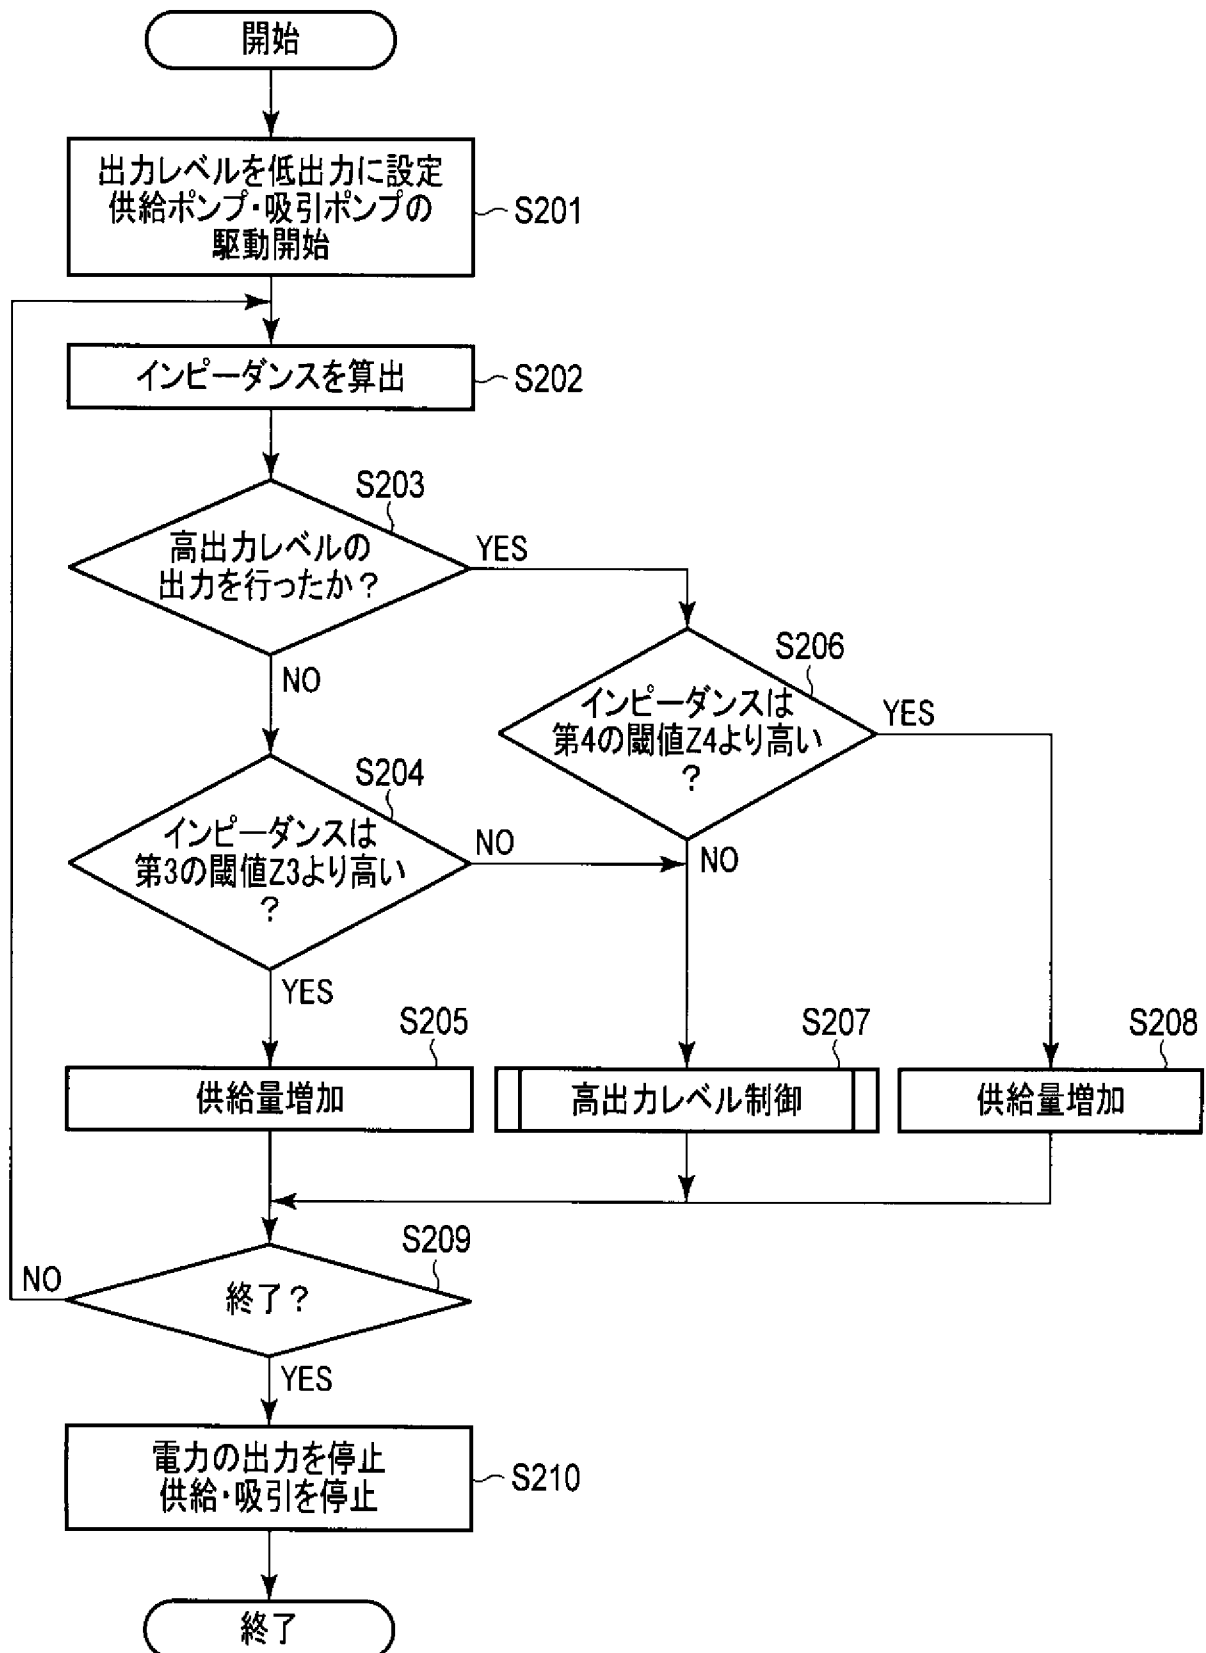 開始
出力レベルを低出力に設定
供給ポンプ・吸引ポンプの
駆動開始
S201
インピーダンスを算出
S202
S203
高出力レベルの
出力を行ったか？
YES
NO
S206
インピーダンスは
第4の閾値Z4より高い
？
YES
NO
S204
インピーダンスは
第3の閾値Z3より高い
？
NO
YES
S205
供給量増加
S207
高出力レベル制御
S208
供給量増加
S209
終了？
NO
YES
電力の出力を停止
供給・吸引を停止
S210
終了